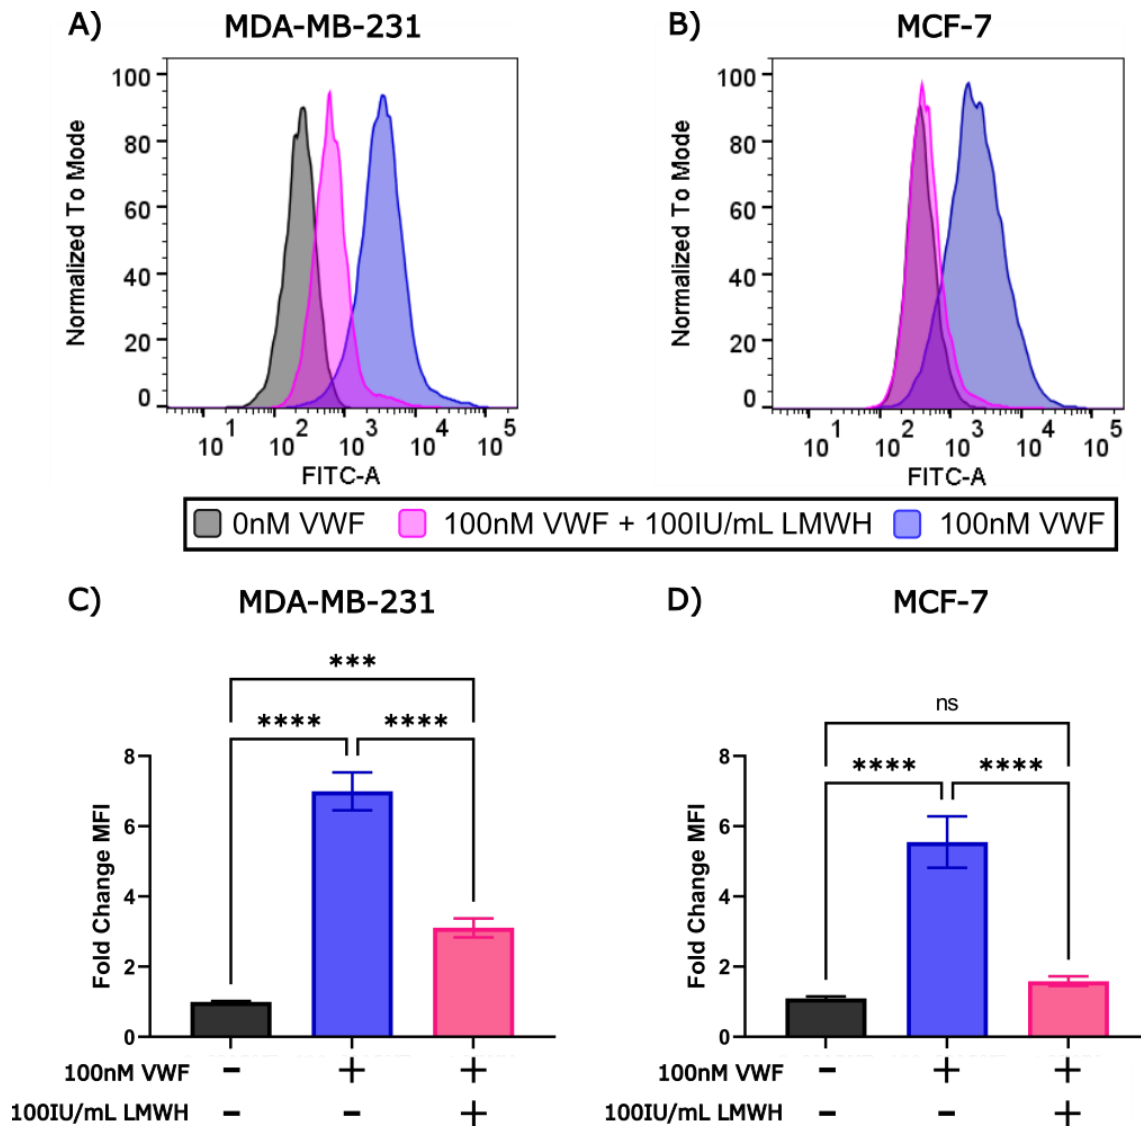 A) MDA-MB-231
B) MCF-7
Normalized To Mode
100
80
60
40
20
0
10 1 10 2 10 3 10 4 10 5
FITC-A
Normalized To Mode
100
80
60
40
20
0
10 1 10 2 10 3 10 4 10 5
FITC-A
0nM VWF 100nM VWF + 100IU/mL LMWH 100nM VWF
C) MDA-MB-231
***
**** ****
Fold Change MFI
8
6
4
2
0
100nM VWF - + +
100IU/mL LMWH - - +
D) MCF-7
ns
**** ****
Fold Change MFI
8
6
4
2
0
100nM VWF - + +
100IU/mL LMWH - - +